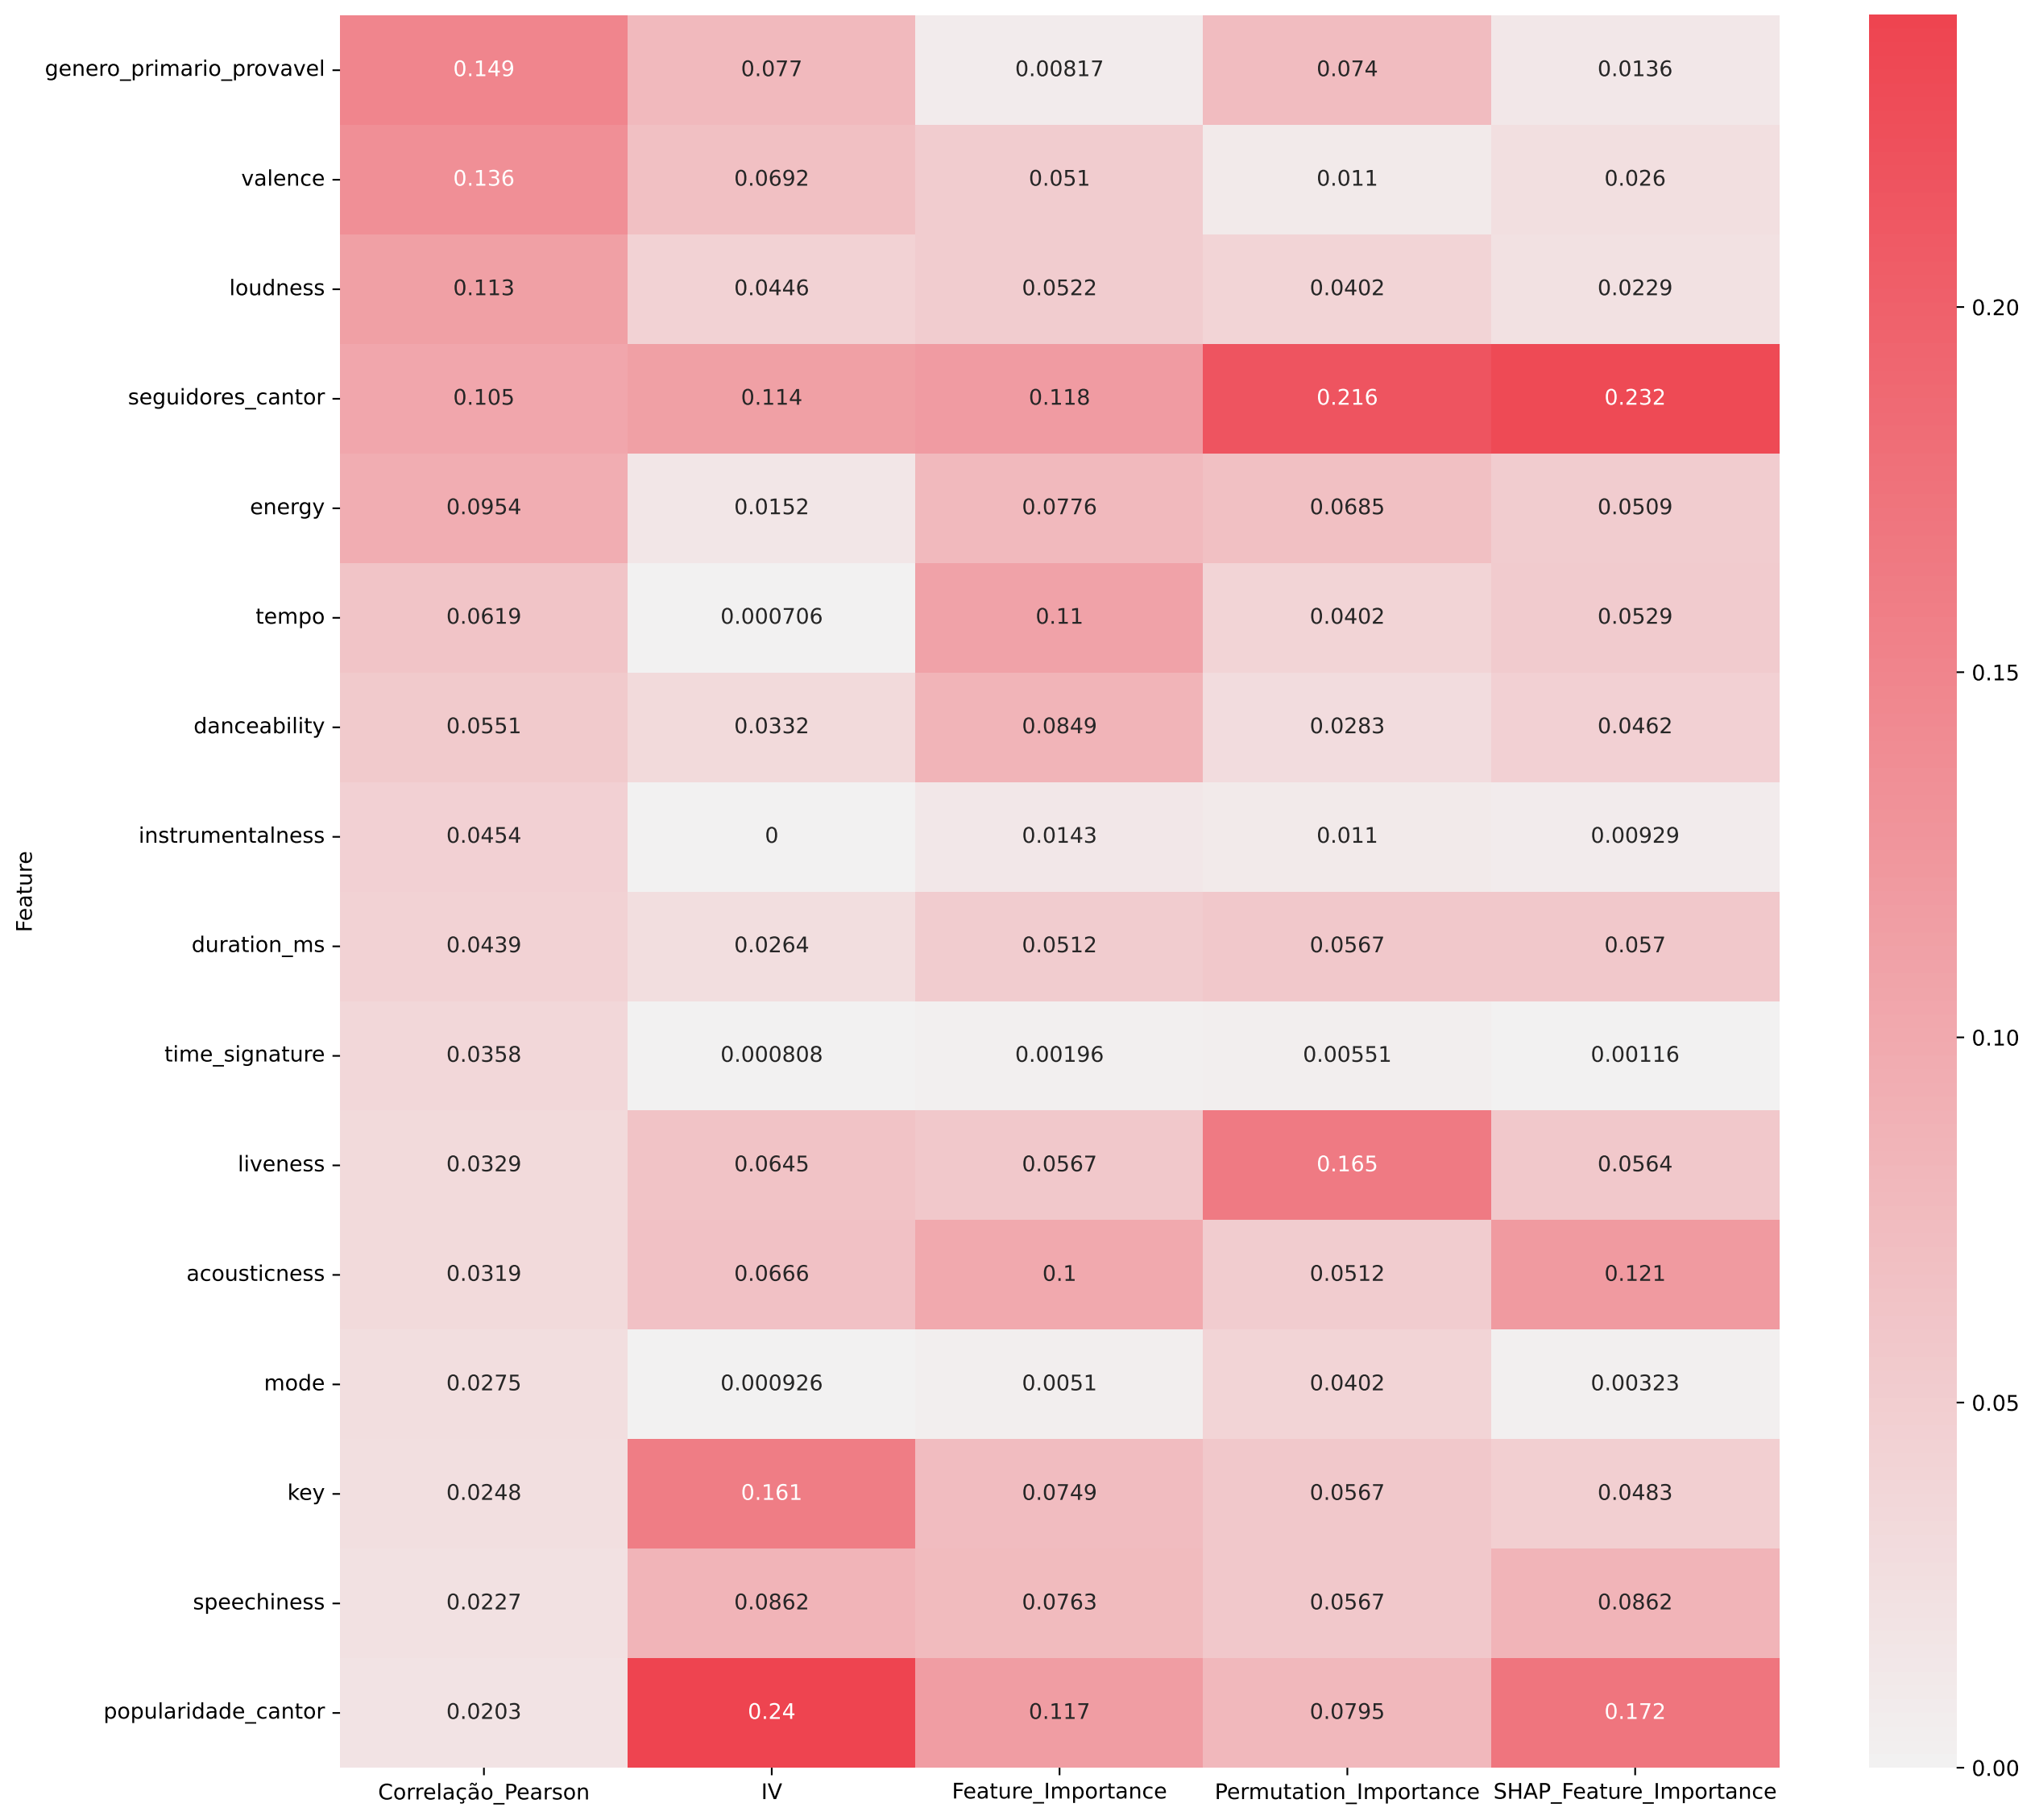 genero_primario_provavel 0.149 0.077 0.00817 0.074 0.0136
valence 0.136 0.0692 0.051 0.011 0.026
loudness 0.113 0.0446 0.0522 0.0402 0.0229
seguidores_cantor 0.105 0.114 0.118 0.216 0.232
energy 0.0954 0.0152 0.0776 0.0685 0.0509
tempo 0.0619 0.000706 0.11 0.0402 0.0529
danceability 0.0551 0.0332 0.0849 0.0283 0.0462
instrumentalness 0.0454 0 0.0143 0.011 0.00929
duration_ms 0.0439 0.0264 0.0512 0.0567 0.057
time_signature 0.0358 0.000808 0.00196 0.00551 0.00116
liveness 0.0329 0.0645 0.0567 0.165 0.0564
acousticness 0.0319 0.0666 0.1 0.0512 0.121
mode 0.0275 0.000926 0.0051 0.0402 0.00323
key 0.0248 0.161 0.0749 0.0567 0.0483
speechiness 0.0227 0.0862 0.0763 0.0567 0.0862
popularidade_cantor 0.0203 0.24 0.117 0.0795 0.172
Correlação_Pearson IV Feature_Importance Permutation_Importance SHAP_Feature_Importance
Feature
0.20
0.15
0.10
0.05
0.00